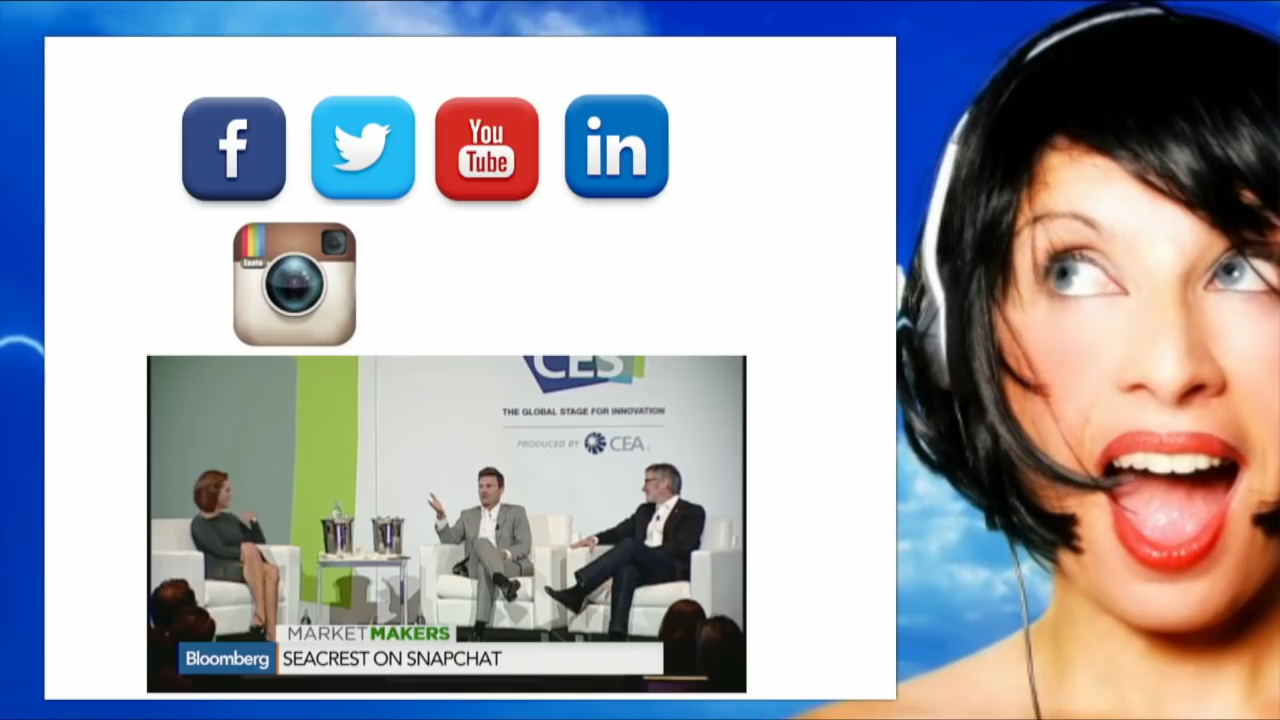 f
You
Tube
in
Insta
CES
THE GLOBAL STAGE FOR INNOVATION
PRODUCED BY CEA
MARKETMAKERS
Bloomberg
SEACREST ON SNAPCHAT